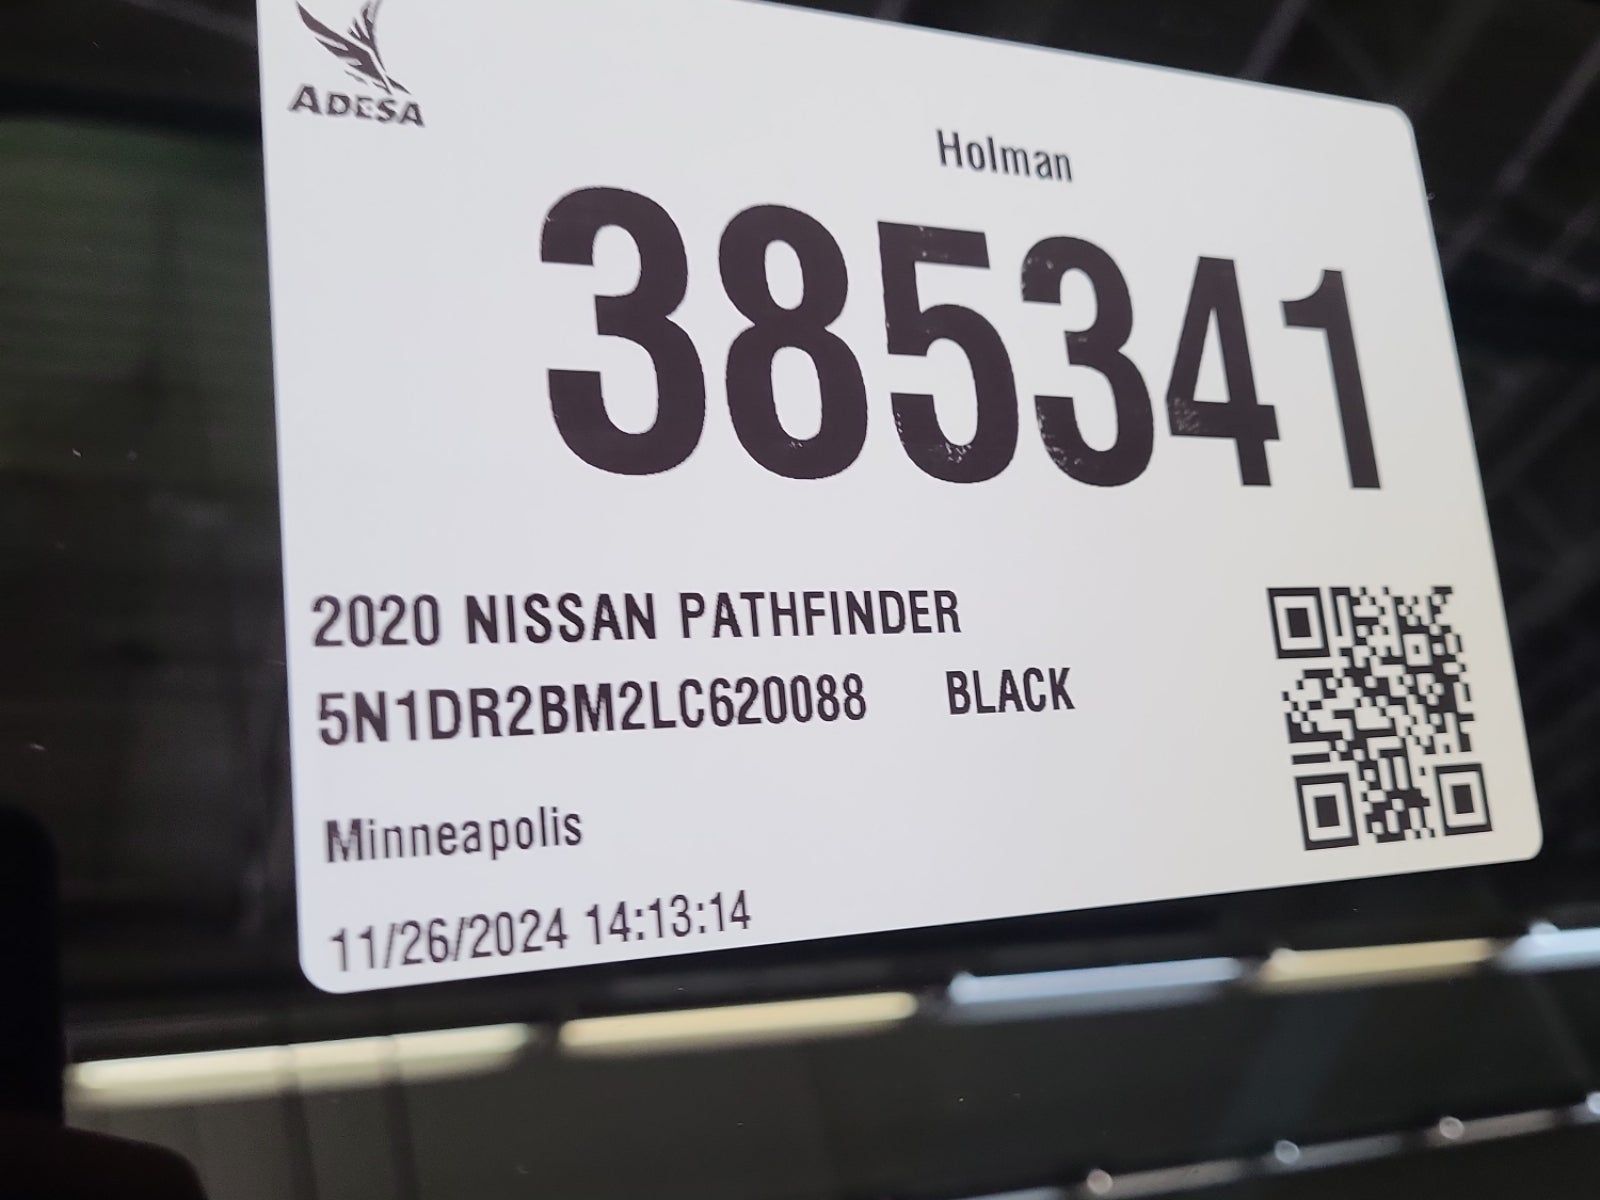 ADESA
Holman
385341
2020 NISSAN PATHFINDER
5N1DR2BM2LC620088 BLACK
Minneapolis
11/26/2024 14:13:14